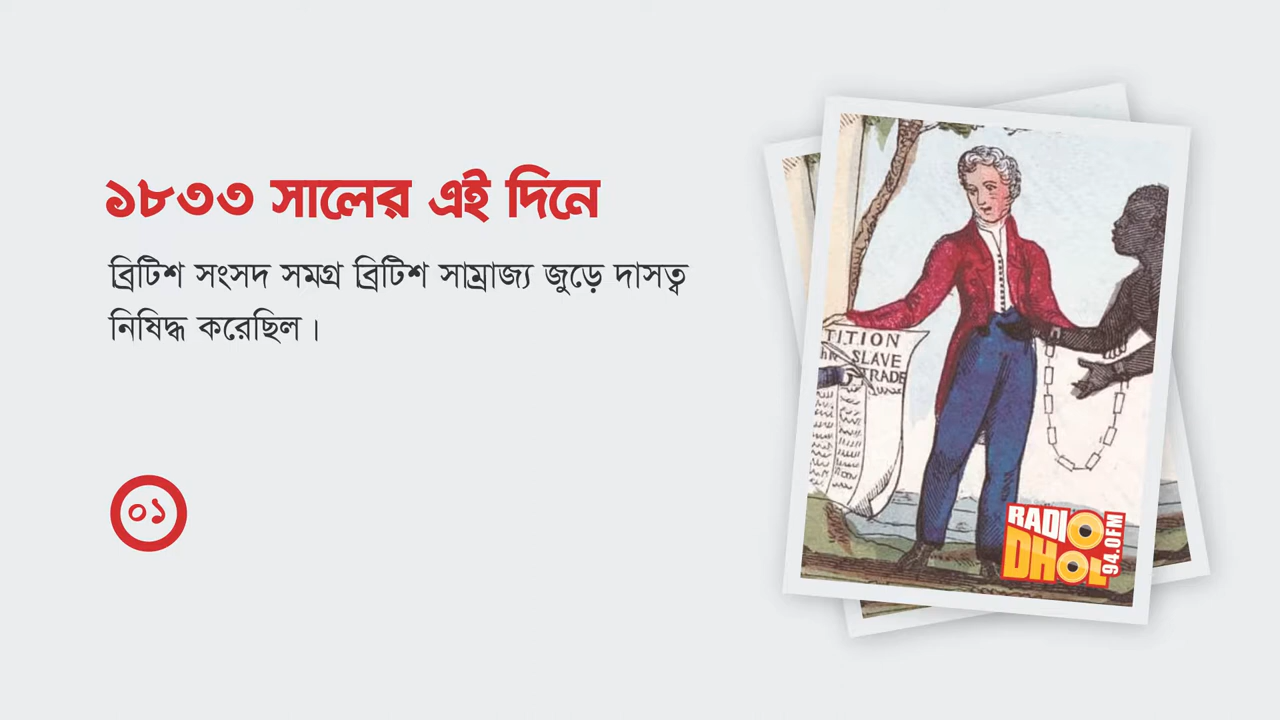 ১৮৩৩ সালের এই দিনে
ব্রিটিশ সংসদ সমগ্র ব্রিটিশ সাম্রাজ্য জুড়ে দাসত্ব
নিষিদ্ধ করেছিল।
০১
TITION
SLAVE
TRADE
RADIO
DHOL
94.0FM